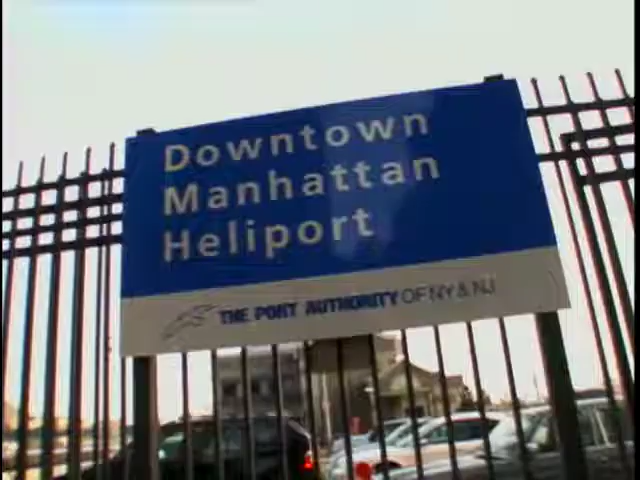 Downtown
Manhattan
Heliport
THE PORT AUTHORITY OF NY & NJ